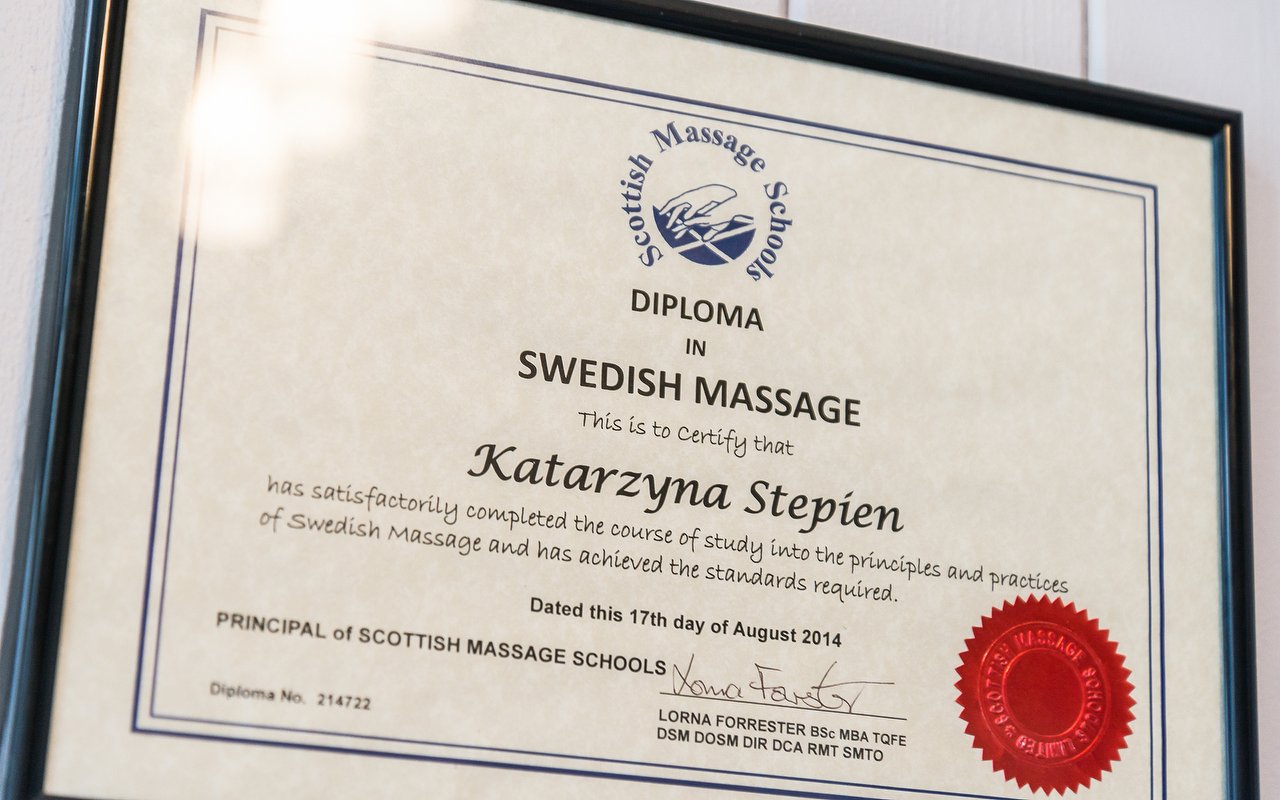 Scottish Massage Schools
DIPLOMA
IN
SWEDISH MASSAGE
This is to Certify that
Katarzyna Stepien
has satisfactorily completed the course of study into the principles and practices
of Swedish Massage and has achieved the standards required.
Dated this 17th day of August 2014
PRINCIPAL of SCOTTISH MASSAGE SCHOOLS
Lorna Forrester
LORNA FORRESTER BSc MBA TQFE
DSM DOSM DIR DCA RMT SMTO
Diploma No. 214722
SCOTTISH MASSAGE SCHOOLS LIMITED